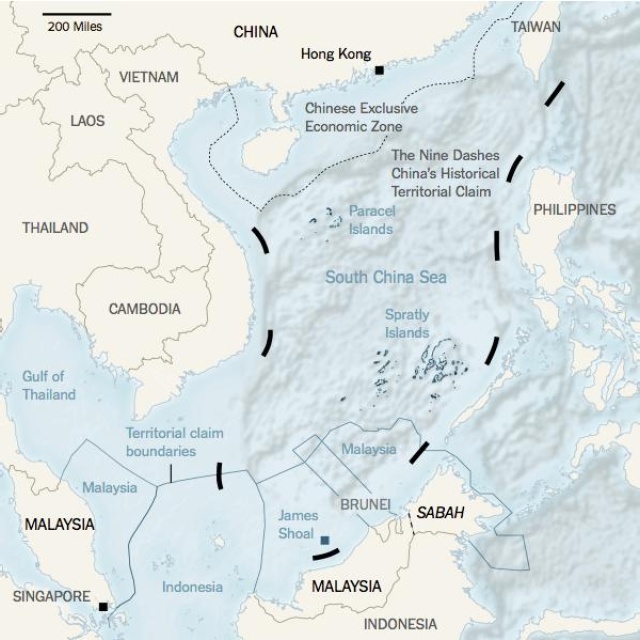 200 Miles
CHINA
TAIWAN
Hong Kong
VIETNAM
LAOS
Chinese Exclusive
Economic Zone
The Nine Dashes
China's Historical
Territorial Claim
THAILAND
Paracel
Islands
PHILIPPINES
South China Sea
CAMBODIA
Spratly
Islands
Gulf of
Thailand
Territorial claim
boundaries
Malaysia
Malaysia
MALAYSIA
BRUNEI
SABAH
James
Shoal
SINGAPORE
Indonesia
MALAYSIA
INDONESIA